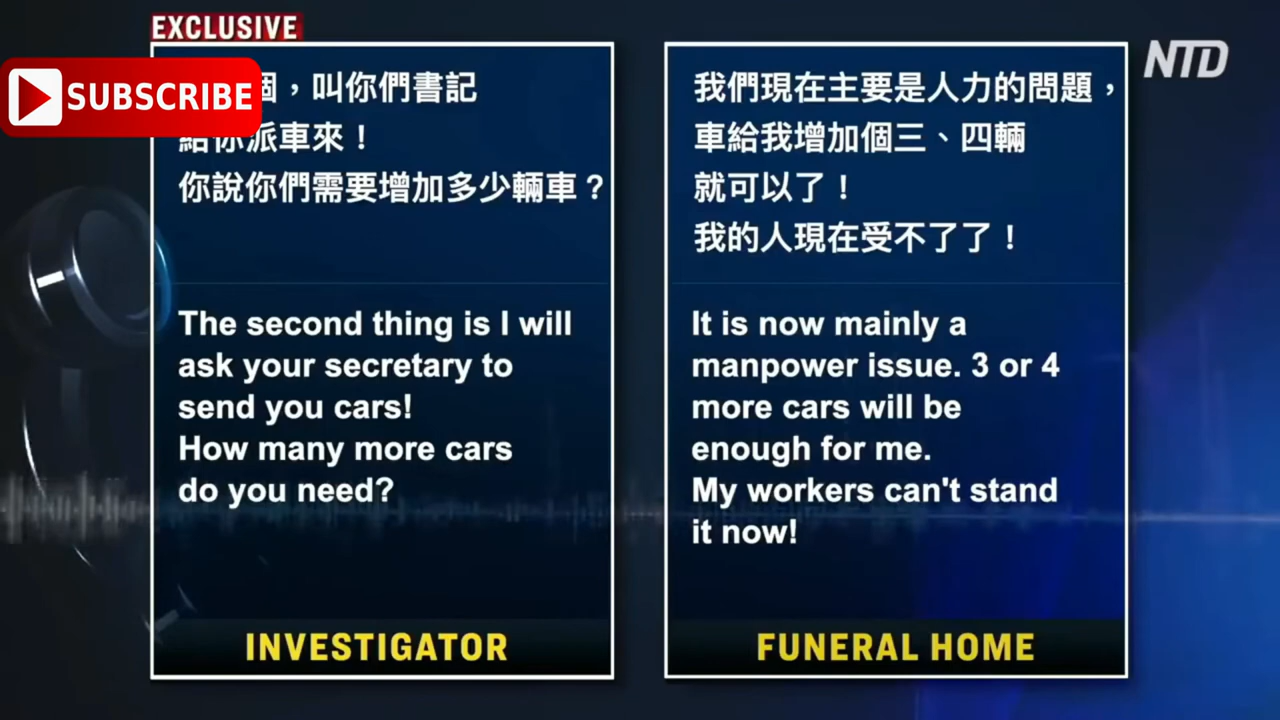 EXCLUSIVE
NTD
SUBSCRIBE
個，叫你們書記
給你派車來！
你說你們需要增加多少輛車？
The second thing is I will
ask your secretary to
send you cars!
How many more cars
do you need?
INVESTIGATOR
我們現在主要是人力的問題，
車給我增加個三、四輛
就可以了！
我的人現在受不了了！
It is now mainly a
manpower issue. 3 or 4
more cars will be
enough for me.
My workers can't stand
it now!
FUNERAL HOME